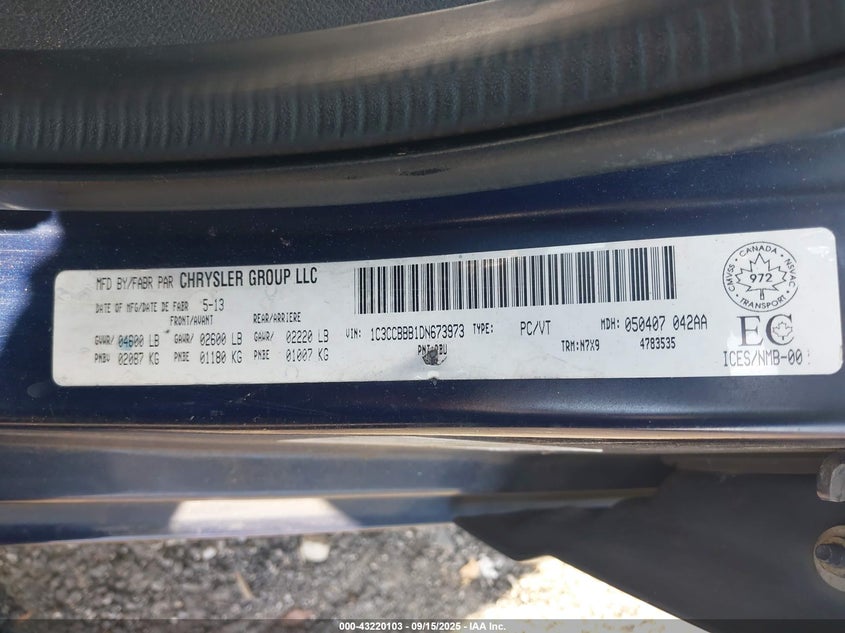 MFD BY/FABR PAR CHRYSLER GROUP LLC
DATE OF MFG/DATE DE FABR 5-13
FRONT/AVANT REAR/ARRIERE
GVWR/ 04600 LB GAWR/ 02600 LB GAWR/ 02220 LB
PNBV 02087 KG PNBE 01180 KG PNBE 01007 KG
VIN: 1C3CCBBB1DN673973 TYPE: PC/VT MDH: 050407 042AA
TRM: N7X9 4783535
CANADA
CMVSS NSVAC
972
TRANSPORT
EC
ICES/NMB-00
000-43220103 - 09/15/2025 - IAA Inc.